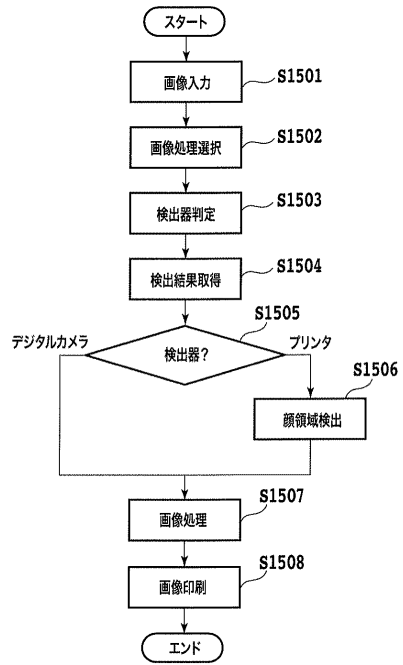 スタート
画像入力
S1501
画像処理選択
S1502
検出器判定
S1503
検出結果取得
S1504
S1505
デジタルカメラ
検出器?
プリンタ
S1506
顔領域検出
S1507
画像処理
S1508
画像印刷
エンド